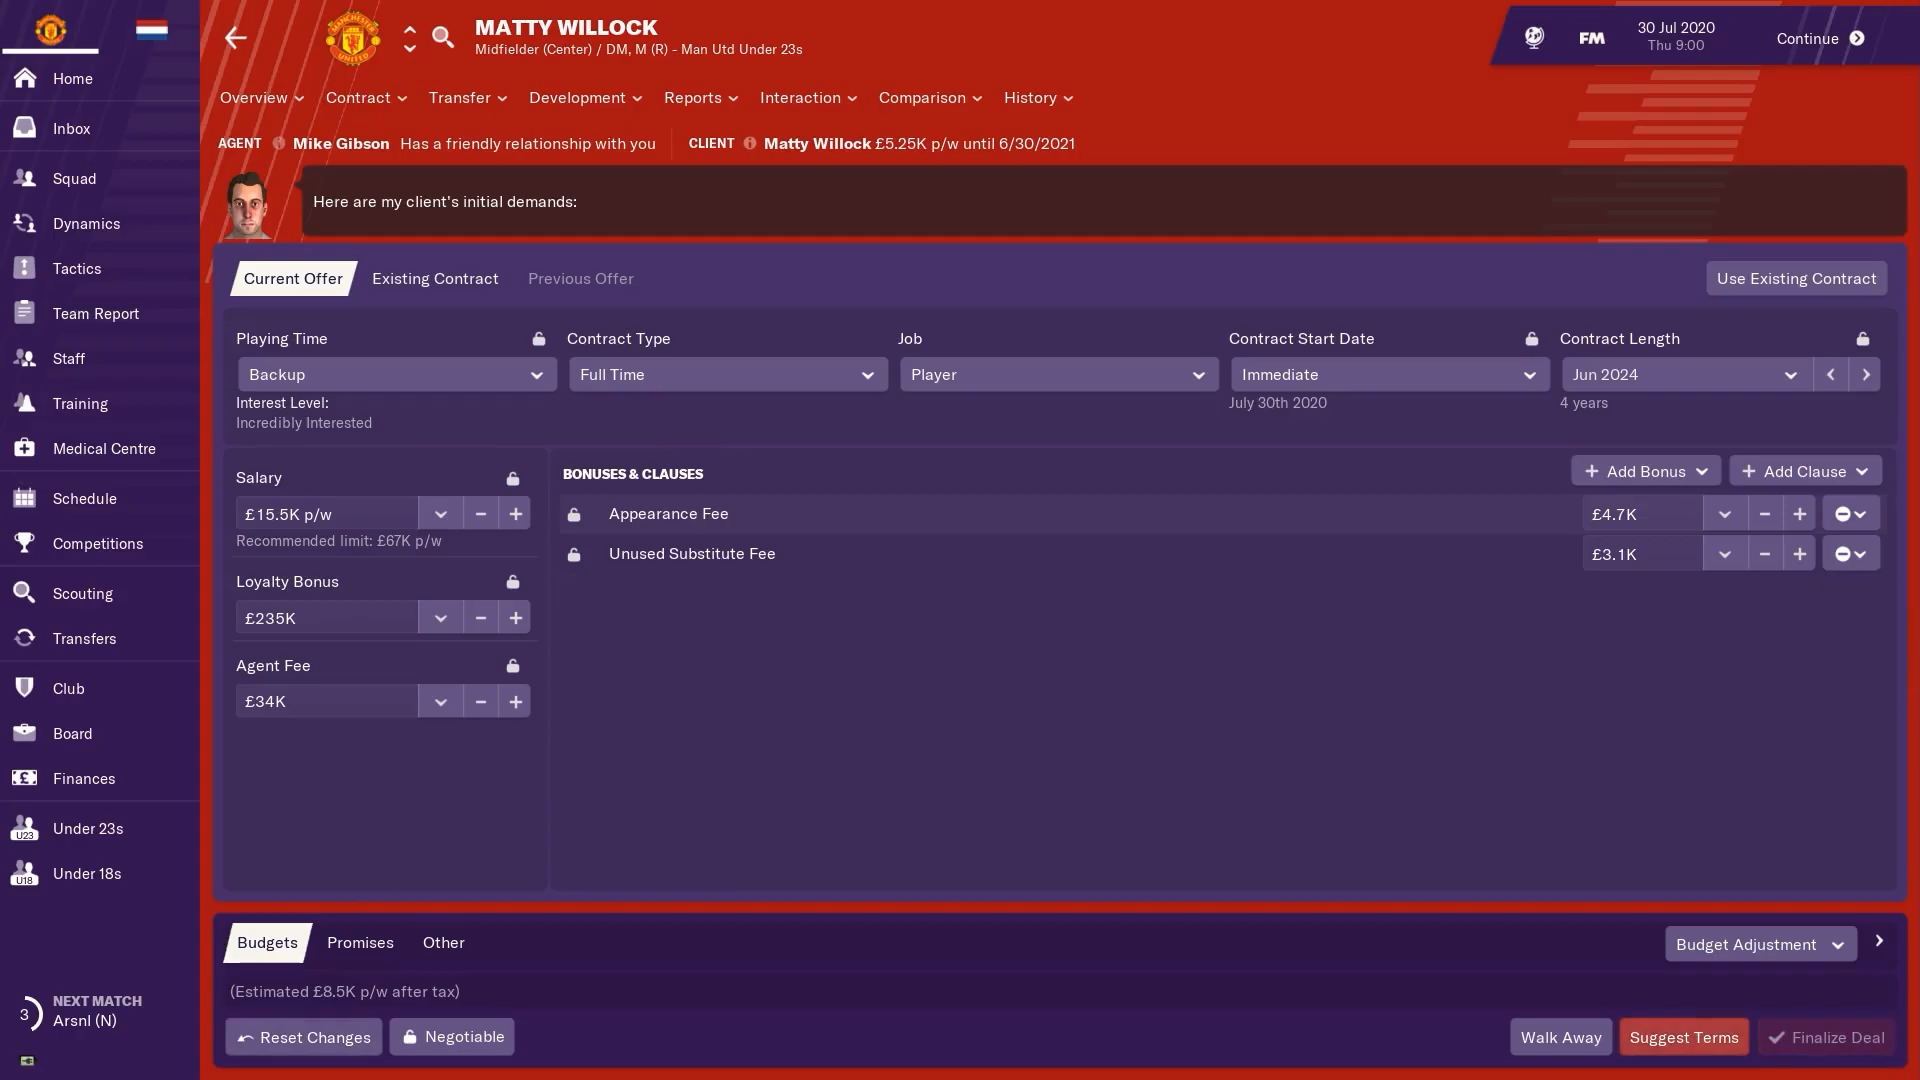 MATTY WILLOCK
Midfielder (Center) / DM, M (R) - Man Utd Under 23s
FM
30 Jul 2020
Thu 9:00
Continue
Home
Inbox
Squad
Dynamics
Tactics
Team Report
Staff
Training
Medical Centre
Schedule
Competitions
Scouting
Transfers
Club
Board
Finances
U23
Under 23s
U18
Under 18s
3
NEXT MATCH
Arsnl (N)
Overview
Contract
Transfer
Development
Reports
Interaction
Comparison
History
AGENT Mike Gibson Has a friendly relationship with you
CLIENT Matty Willock £5.25K p/w until 6/30/2021
Here are my client's initial demands:
Current Offer
Existing Contract
Previous Offer
Use Existing Contract
Playing Time
Backup
Interest Level:
Incredibly Interested
Contract Type
Full Time
Job
Player
Contract Start Date
Immediate
July 30th 2020
Contract Length
Jun 2024
4 years
Salary
£15.5K p/w
Recommended limit: £67K p/w
Loyalty Bonus
£235K
Agent Fee
£34K
BONUSES & CLAUSES
Add Bonus
Add Clause
Appearance Fee £4.7K
Unused Substitute Fee £3.1K
Budgets
Promises
Other
Budget Adjustment
(Estimated £8.5K p/w after tax)
Reset Changes
Negotiable
Walk Away
Suggest Terms
Finalize Deal